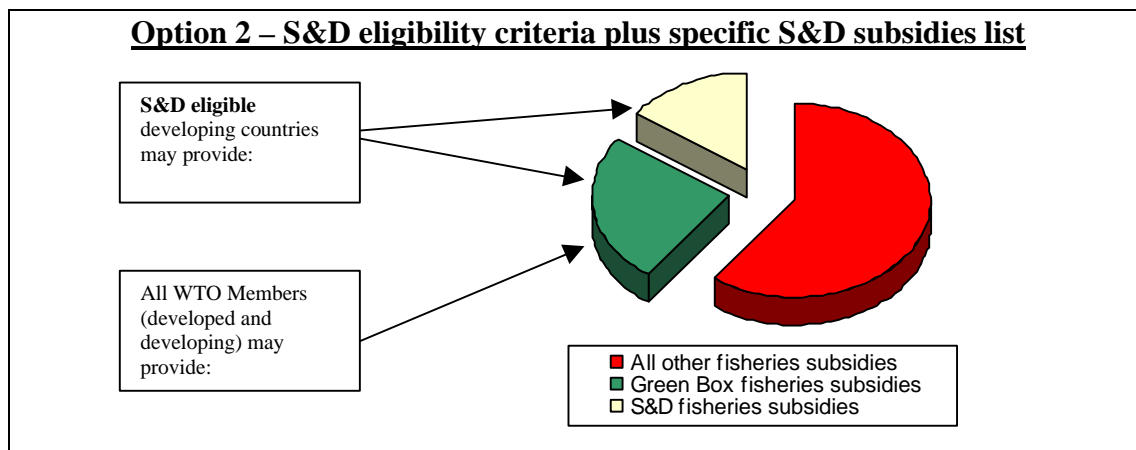 Option 2 – S&D eligibility criteria plus specific S&D subsidies list
S&D eligible
developing countries
may provide:
All WTO Members
(developed and
developing) may
provide:
All other fisheries subsidies
Green Box fisheries subsidies
S&D fisheries subsidies